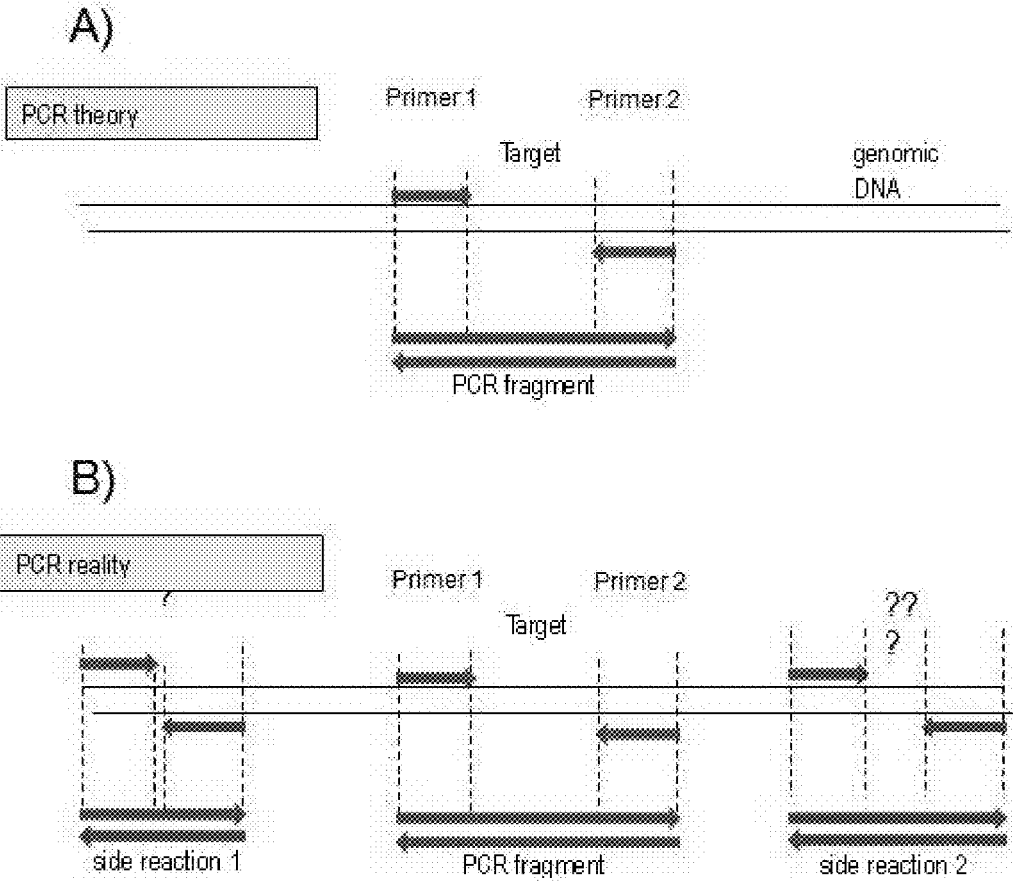 A)
PCR theory
Primer 1
Primer 2
Target
genomic
DNA
PCR fragment
B)
PCR reality
?
Primer 1
Primer 2
Target
??
?
side reaction 1
PCR fragment
side reaction 2